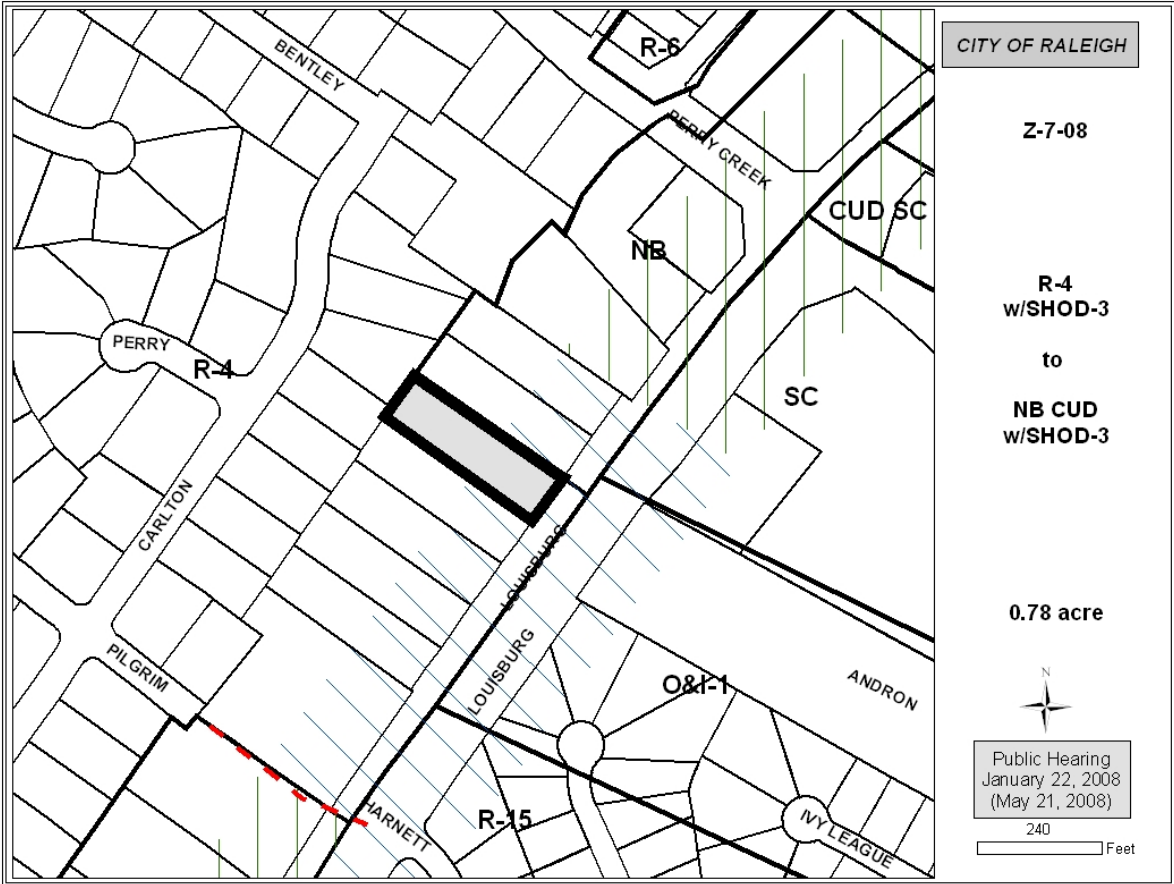 BENTLEY
R-6
PERRY CREEK
CUD SC
NB
PERRY
R-4
SC
CARLTON
LOUISBURG
LOUISBURG
PILGRIM
O&I-1
ANDRON
HARNETT
R-15
IVY LEAGUE
CITY OF RALEIGH
Z-7-08
R-4
w/SHOD-3
to
NB CUD
w/SHOD-3
0.78 acre
N
Public Hearing
January 22, 2008
(May 21, 2008)
240
Feet